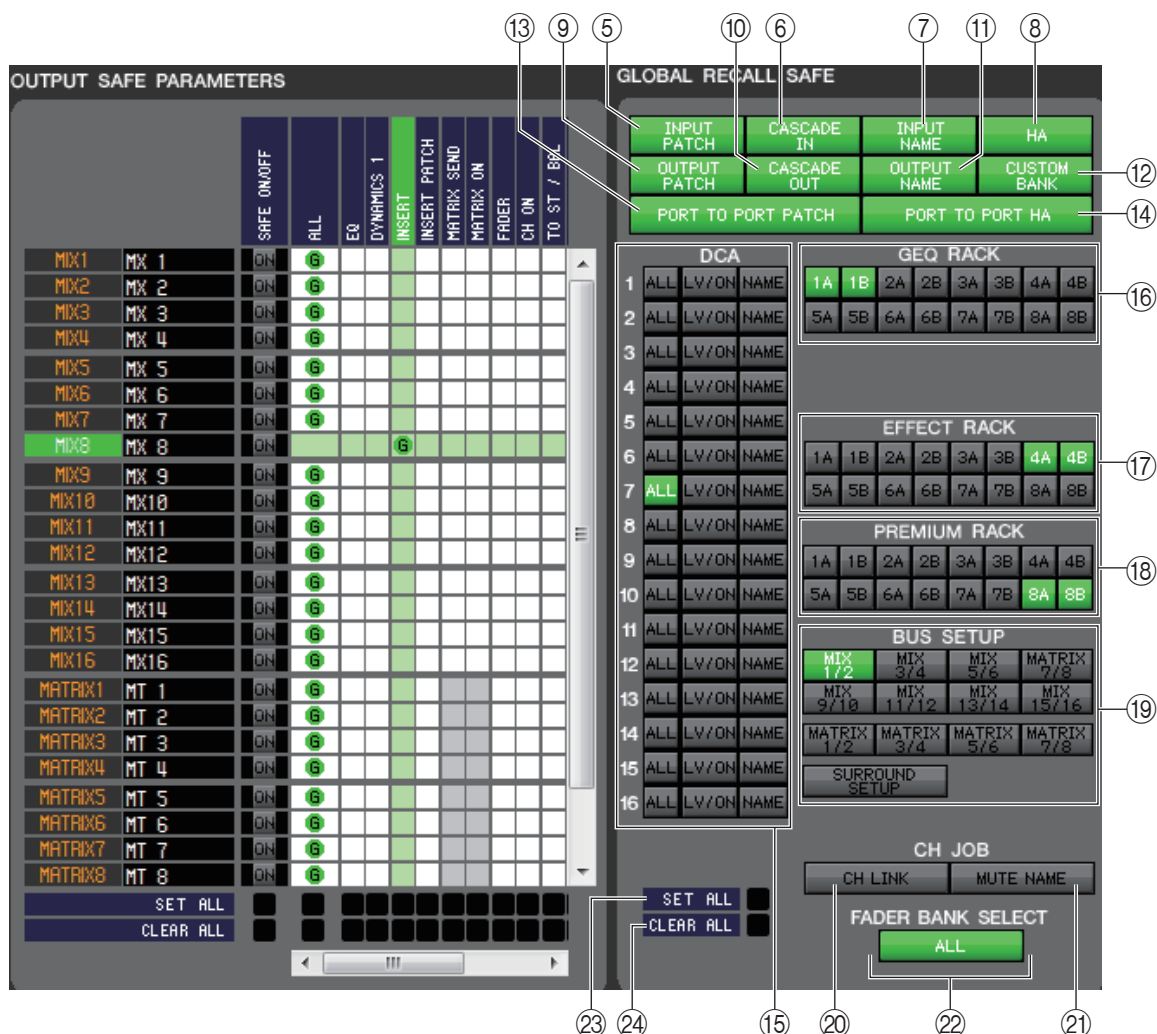 ⑬ ⑨ ⑤ ⑩ ⑥ ⑦ ⑪ ⑧
OUTPUT SAFE PARAMETERS
SAFE ON/OFF
ALL
EQ
DYNAMICS 1
INSERT
INSERT PATCH
MATRIX SEND
MATRIX ON
FADER
CH ON
TO ST / BAL
MIX1 MX 1 ON G
MIX2 MX 2 ON G
MIX3 MX 3 ON G
MIX4 MX 4 ON G
MIX5 MX 5 ON G
MIX6 MX 6 ON G
MIX7 MX 7 ON G
MIX8 MX 8 ON G
MIX9 MX 9 ON G
MIX10 MX10 ON G
MIX11 MX11 ON G
MIX12 MX12 ON G
MIX13 MX13 ON G
MIX14 MX14 ON G
MIX15 MX15 ON G
MIX16 MX16 ON G
MATRIX1 MT 1 ON G
MATRIX2 MT 2 ON G
MATRIX3 MT 3 ON G
MATRIX4 MT 4 ON G
MATRIX5 MT 5 ON G
MATRIX6 MT 6 ON G
MATRIX7 MT 7 ON G
MATRIX8 MT 8 ON G
SET ALL
CLEAR ALL
GLOBAL RECALL SAFE
INPUT PATCH CASCADE IN INPUT NAME HA
OUTPUT PATCH CASCADE OUT OUTPUT NAME CUSTOM BANK ⑫
PORT TO PORT PATCH PORT TO PORT HA ⑭
DCA
1 ALL LV/ON NAME
2 ALL LV/ON NAME
3 ALL LV/ON NAME
4 ALL LV/ON NAME
5 ALL LV/ON NAME
6 ALL LV/ON NAME
7 ALL LV/ON NAME
8 ALL LV/ON NAME
9 ALL LV/ON NAME
10 ALL LV/ON NAME
11 ALL LV/ON NAME
12 ALL LV/ON NAME
13 ALL LV/ON NAME
14 ALL LV/ON NAME
15 ALL LV/ON NAME
16 ALL LV/ON NAME
SET ALL
CLEAR ALL
GEQ RACK
1A 1B 2A 2B 3A 3B 4A 4B
5A 5B 6A 6B 7A 7B 8A 8B
⑯
EFFECT RACK
1A 1B 2A 2B 3A 3B 4A 4B
5A 5B 6A 6B 7A 7B 8A 8B
⑰
PREMIUM RACK
1A 1B 2A 2B 3A 3B 4A 4B
5A 5B 6A 6B 7A 7B 8A 8B
⑱
BUS SETUP
MIX 1/2 MIX 3/4 MIX 5/6 MATRIX 7/8
MIX 9/10 MIX 11/12 MIX 13/14 MIX 15/16
MATRIX 1/2 MATRIX 3/4 MATRIX 5/6 MATRIX 7/8
SURROUND SETUP
⑲
CH JOB
CH LINK MUTE NAME
FADER BANK SELECT
ALL
㉓ ㉔ ⑮ ⑳ ㉒ ㉑